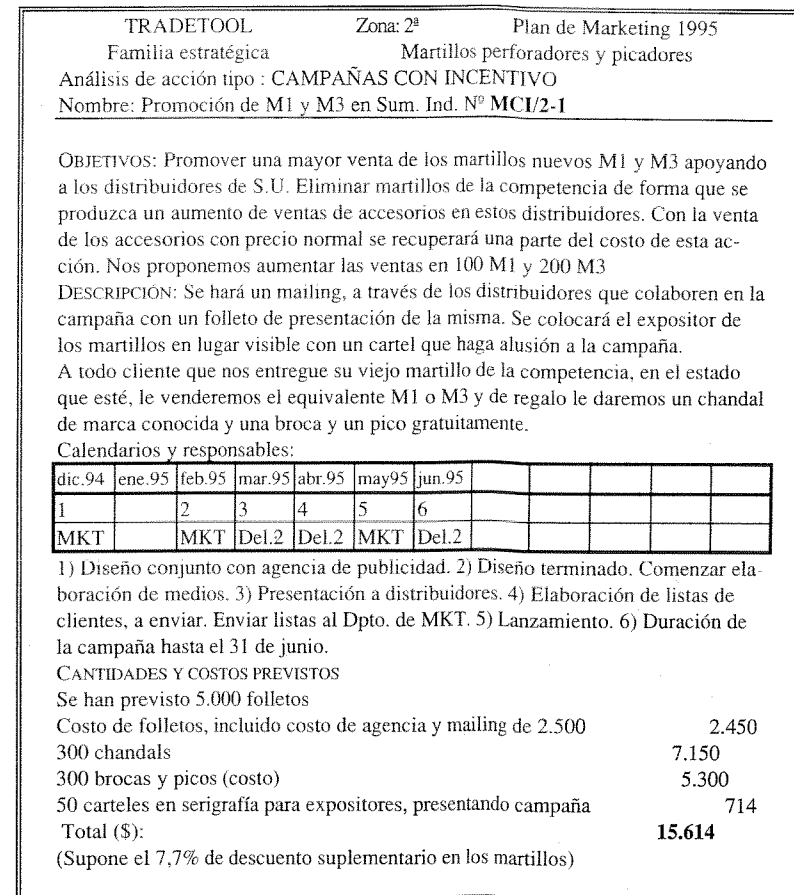 TRADETOOL Zona: 2ª Plan de Marketing 1995
Familia estratégica Martillos perforadores y picadores
Análisis de acción tipo : CAMPAÑAS CON INCENTIVO
Nombre: Promoción de M1 y M3 en Sum. Ind. Nº MCI/2-1
OBJETIVOS: Promover una mayor venta de los martillos nuevos M1 y M3 apoyando
a los distribuidores de S.U. Eliminar martillos de la competencia de forma que se
produzca un aumento de ventas de accesorios en estos distribuidores. Con la venta
de los accesorios con precio normal se recuperará una parte del costo de esta ac-
ción. Nos proponemos aumentar las ventas en 100 M1 y 200 M3
DESCRIPCIÓN: Se hará un mailing, a través de los distribuidores que colaboren en la
campaña con un folleto de presentación de la misma. Se colocará el expositor de
los martillos en lugar visible con un cartel que haga alusión a la campaña.
A todo cliente que nos entregue su viejo martillo de la competencia, en el estado
que esté, le venderemos el equivalente M1 o M3 y de regalo le daremos un chandal
de marca conocida y una broca y un pico gratuitamente.
Calendarios y responsables:
dic.94 ene.95 feb.95 mar.95 abr.95 may95 jun.95
1 2 3 4 5 6
MKT MKT Del.2 Del.2 MKT Del.2
1) Diseño conjunto con agencia de publicidad. 2) Diseño terminado. Comenzar ela-
boración de medios. 3) Presentación a distribuidores. 4) Elaboración de listas de
clientes, a enviar. Enviar listas al Dpto. de MKT. 5) Lanzamiento. 6) Duración de
la campaña hasta el 31 de junio.
CANTIDADES Y COSTOS PREVISTOS
Se han previsto 5.000 folletos
Costo de folletos, incluido costo de agencia y mailing de 2.500 2.450
300 chandals 7.150
300 brocas y picos (costo) 5.300
50 carteles en serigrafía para expositores, presentando campaña 714
Total ($): 15.614
(Supone el 7,7% de descuento suplementario en los martillos)